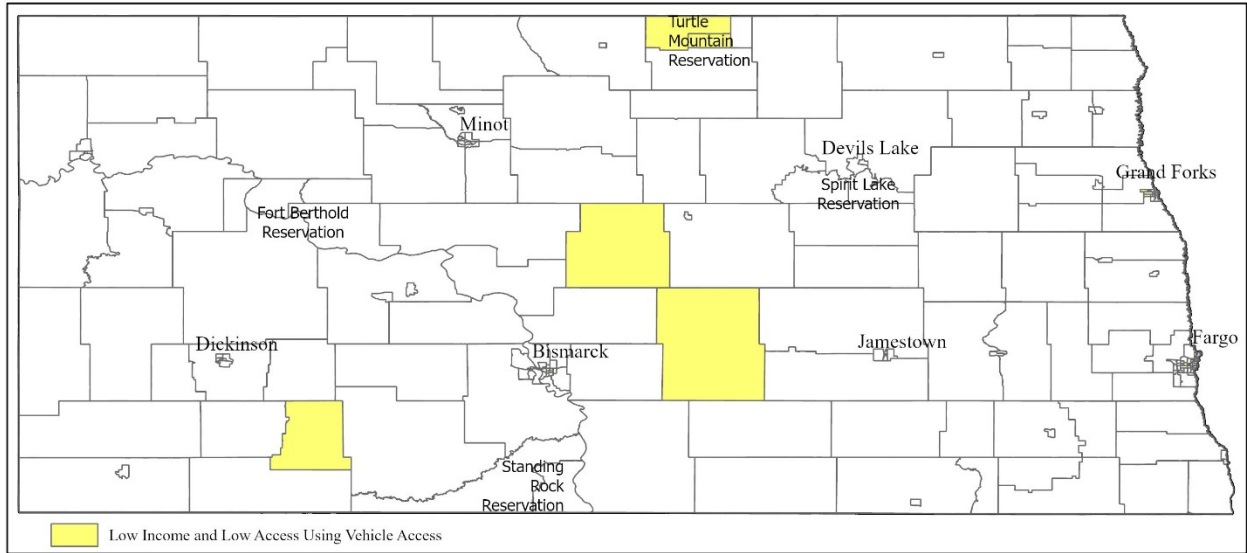 Turtle
Mountain
Reservation
Minot
Devils Lake
Spirit Lake
Reservation
Grand Forks
Fort Berthold
Reservation
Dickinson
Bismarck
Jamestown
Fargo
Standing
Rock
Reservation
Low Income and Low Access Using Vehicle Access